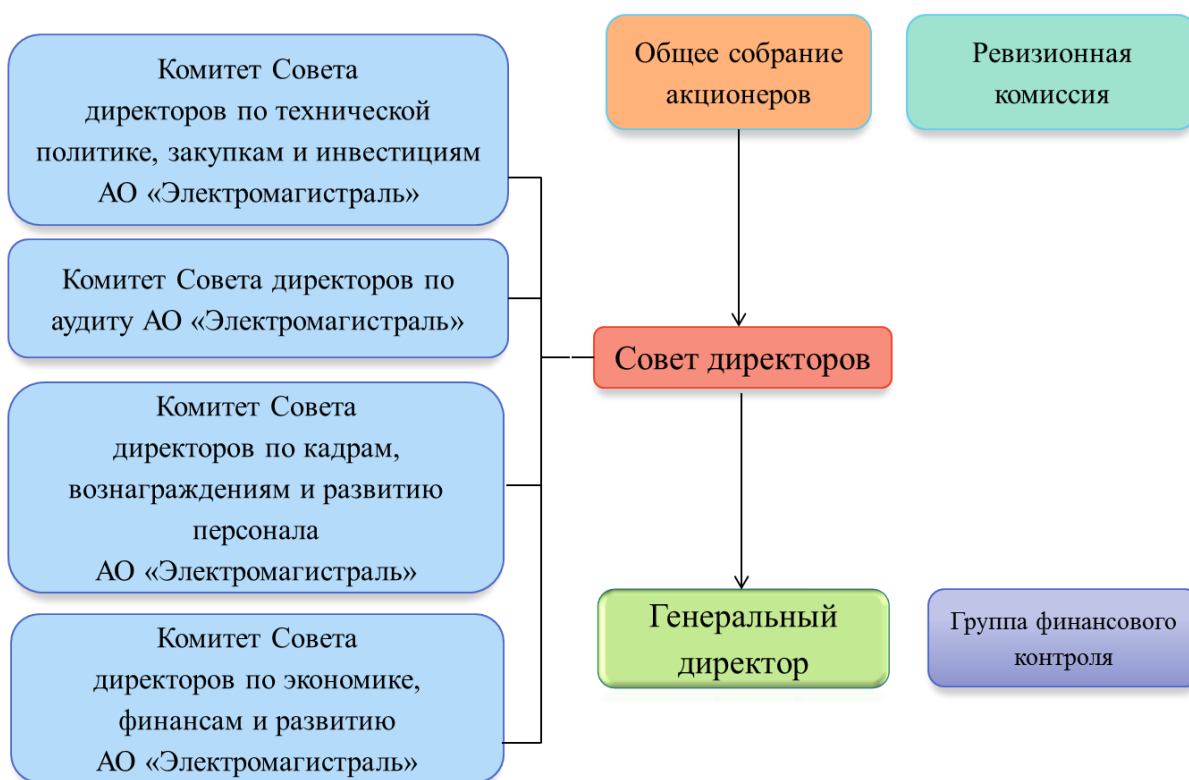 Комитет Совета
директоров по технической
политике, закупкам и инвестициям
АО «Электромагистраль»
Комитет Совета директоров по
аудиту АО «Электромагистраль»
Комитет Совета
директоров по кадрам,
вознаграждениям и развитию
персонала
АО «Электромагистраль»
Комитет Совета
директоров по экономике,
финансам и развитию
АО «Электромагистраль»
Общее собрание
акционеров
Ревизионная
комиссия
Совет директоров
Генеральный
директор
Группа финансового
контроля